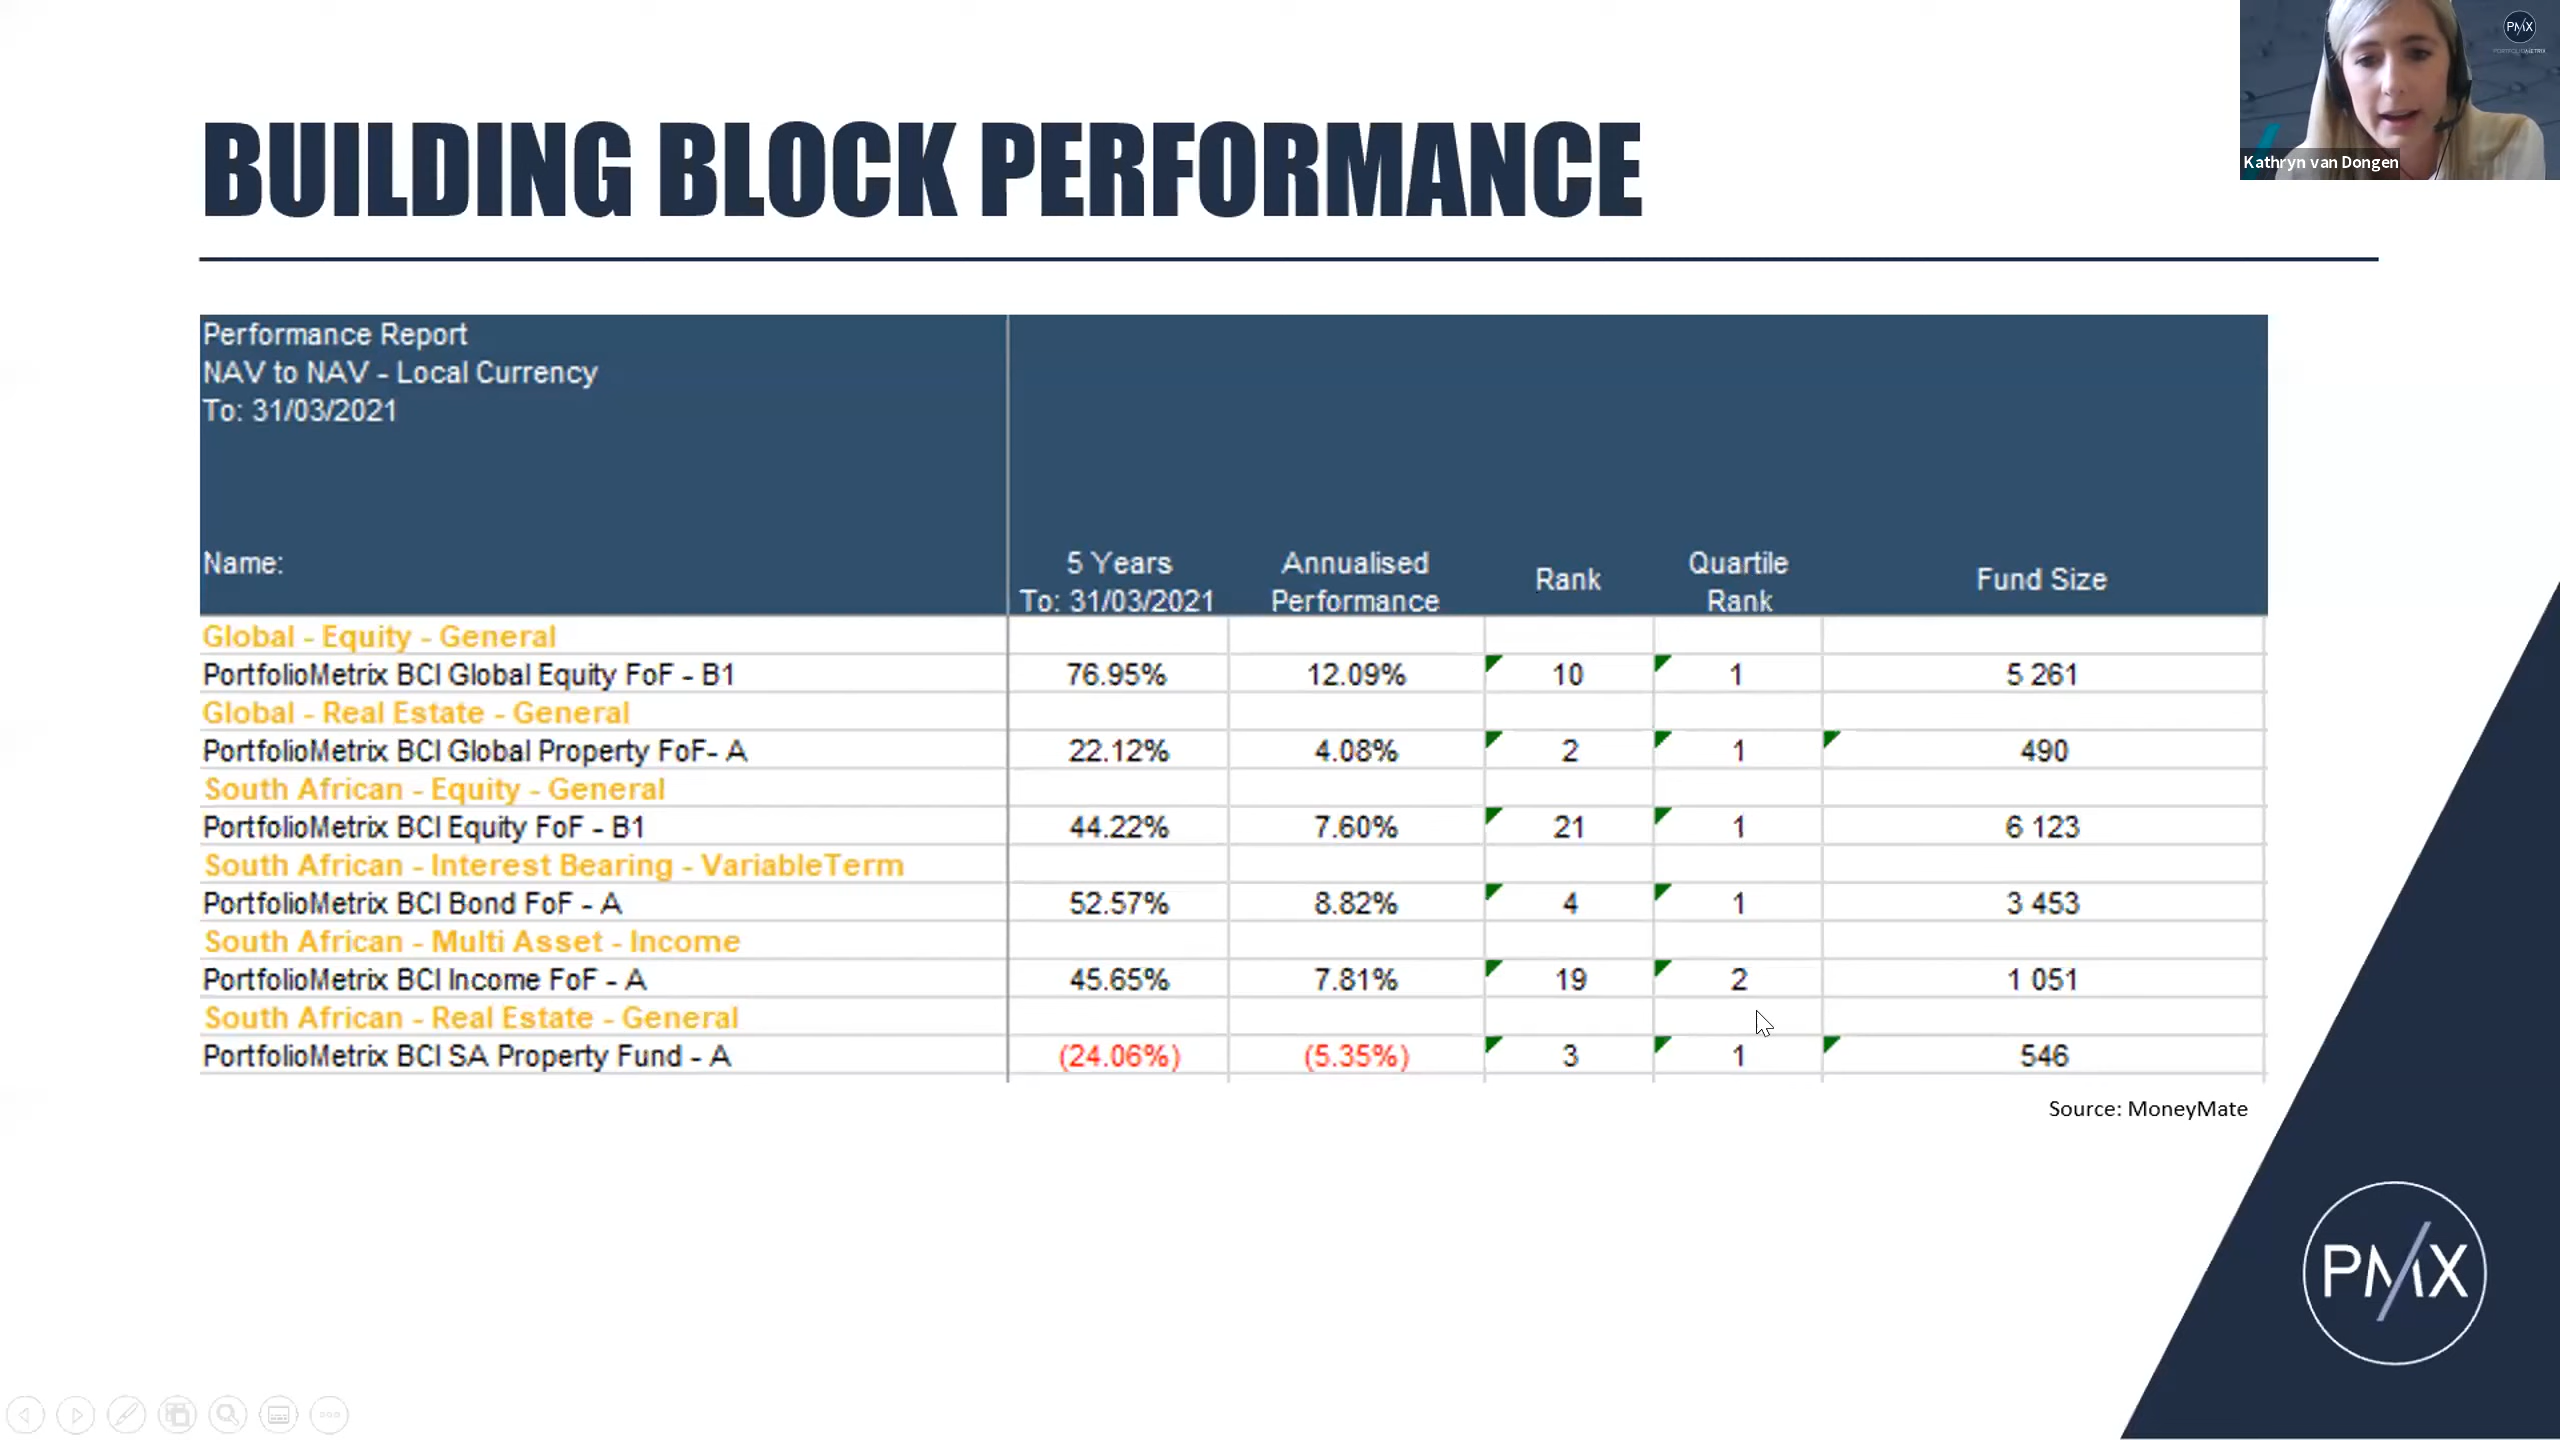 BUILDING BLOCK PERFORMANCE
PMX
PORTFOLIOMETRIX
Kathryn van Dongen
Performance Report
NAV to NAV - Local Currency
To: 31/03/2021
Name:
5 Years
To: 31/03/2021
Annualised
Performance
Rank
Quartile
Rank
Fund Size
Global - Equity - General
PortfolioMetrix BCI Global Equity FoF - B1 76.95% 12.09% 10 1 5 261
Global - Real Estate - General
PortfolioMetrix BCI Global Property FoF- A 22.12% 4.08% 2 1 490
South African - Equity - General
PortfolioMetrix BCI Equity FoF - B1 44.22% 7.60% 21 1 6 123
South African - Interest Bearing - VariableTerm
PortfolioMetrix BCI Bond FoF - A 52.57% 8.82% 4 1 3 453
South African - Multi Asset - Income
PortfolioMetrix BCI Income FoF - A 45.65% 7.81% 19 2 1 051
South African - Real Estate - General
PortfolioMetrix BCI SA Property Fund - A (24.06%) (5.35%) 3 1 546
Source: MoneyMate
PMX